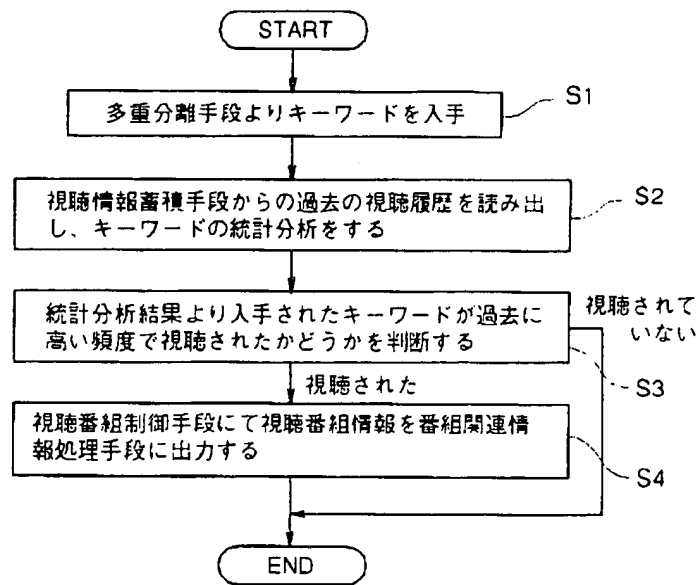 START
多重分離手段よりキーワードを入手
S1
視聴情報蓄積手段からの過去の視聴履歴を読み出
し、キーワードの統計分析をする
S2
統計分析結果より入手されたキーワードが過去に
高い頻度で視聴されたかどうかを判断する
視聴されて
いない
S3
視聴された
視聴番組制御手段にて視聴番組情報を番組関連情
報処理手段に出力する
S4
END